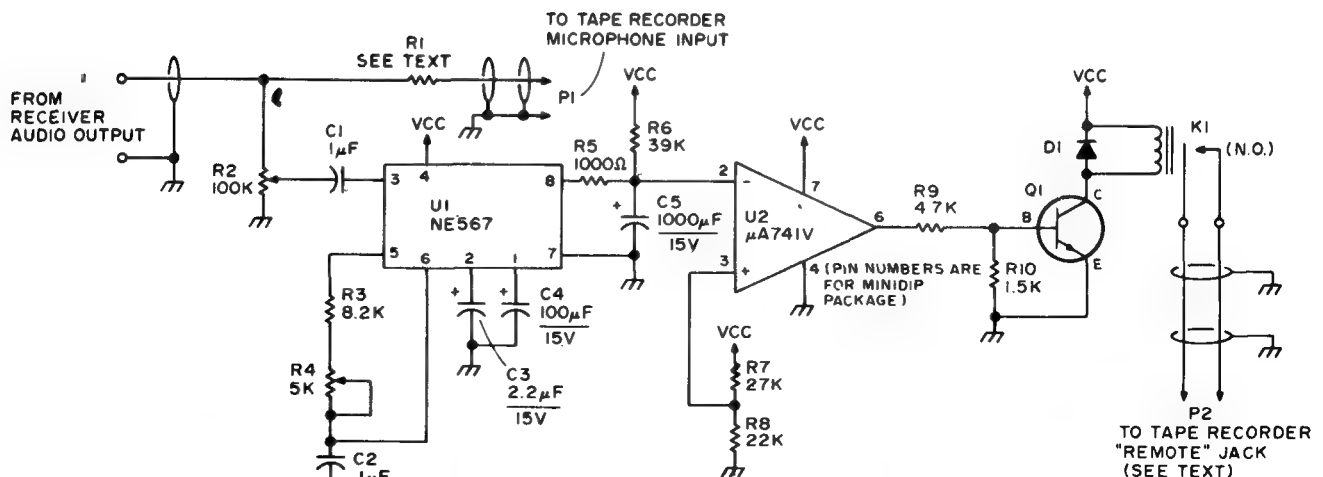 TO TAPE RECORDER
MICROPHONE INPUT
R1
SEE TEXT
P1
FROM
RECEIVER
AUDIO OUTPUT
R2
100K
C1
1µF
VCC
3
4
8
U1
NE567
5
6
2
1
7
R5
1000Ω
VCC
R6
39K
+
C5
1000µF
15V
R3
8.2K
R4
5K
C2
+
+
C4
100µF
15V
C3
2.2µF
15V
VCC
2
-
7
U2
µA741V
6
3
+
4 (PIN NUMBERS ARE
FOR MINIDIP
PACKAGE)
VCC
R7
27K
R8
22K
R9
4.7K
R10
1.5K
VCC
D1
K1
(N.O.)
Q1
C
B
E
P2
TO TAPE RECORDER
"REMOTE" JACK
(SEE TEXT)